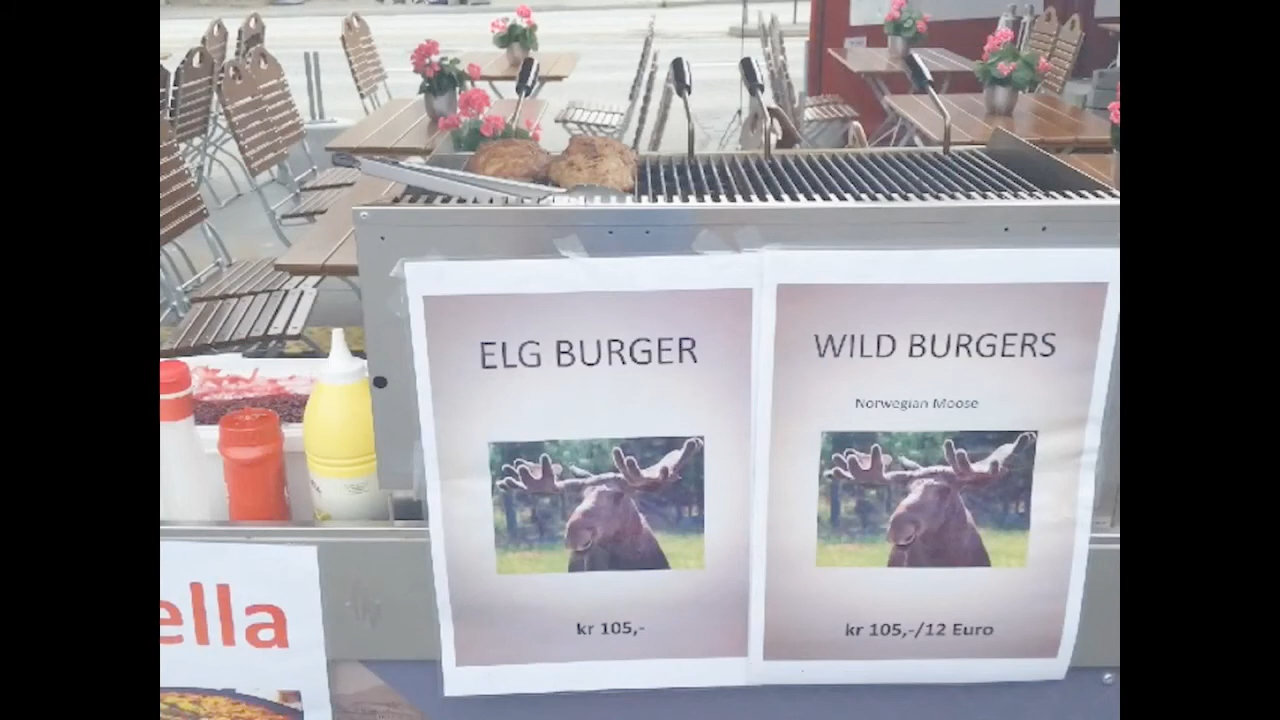 ELG BURGER
kr 105,-
WILD BURGERS
Norwegian Moose
kr 105,-/12 Euro
ella